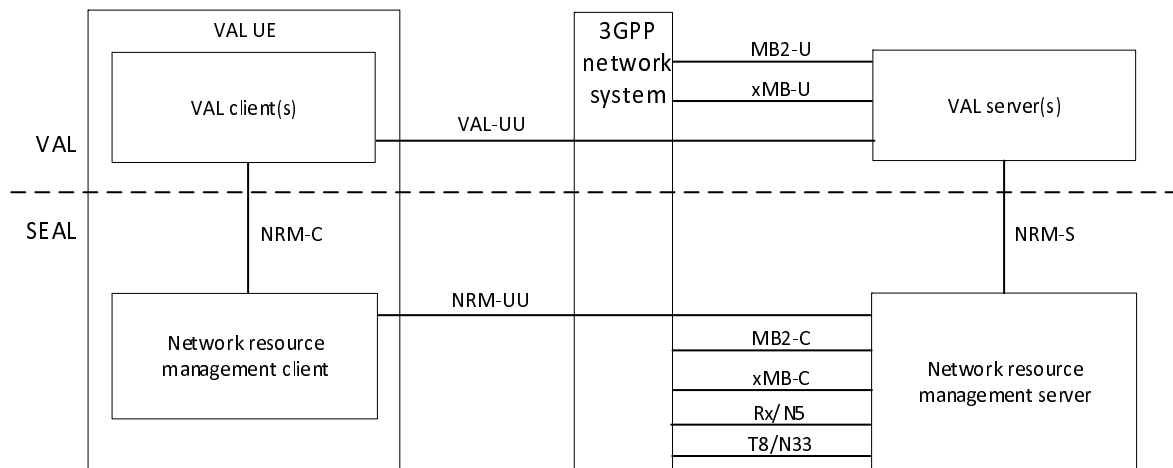 VAL UE
3GPP
network
system
MB2-U
xMB-U
VAL client(s)
VAL server(s)
VAL-UU
VAL
SEAL
NRM-C
NRM-S
NRM-UU
Network resource
management client
MB2-C
xMB-C
Rx/N5
T8/N33
Network resource
management server